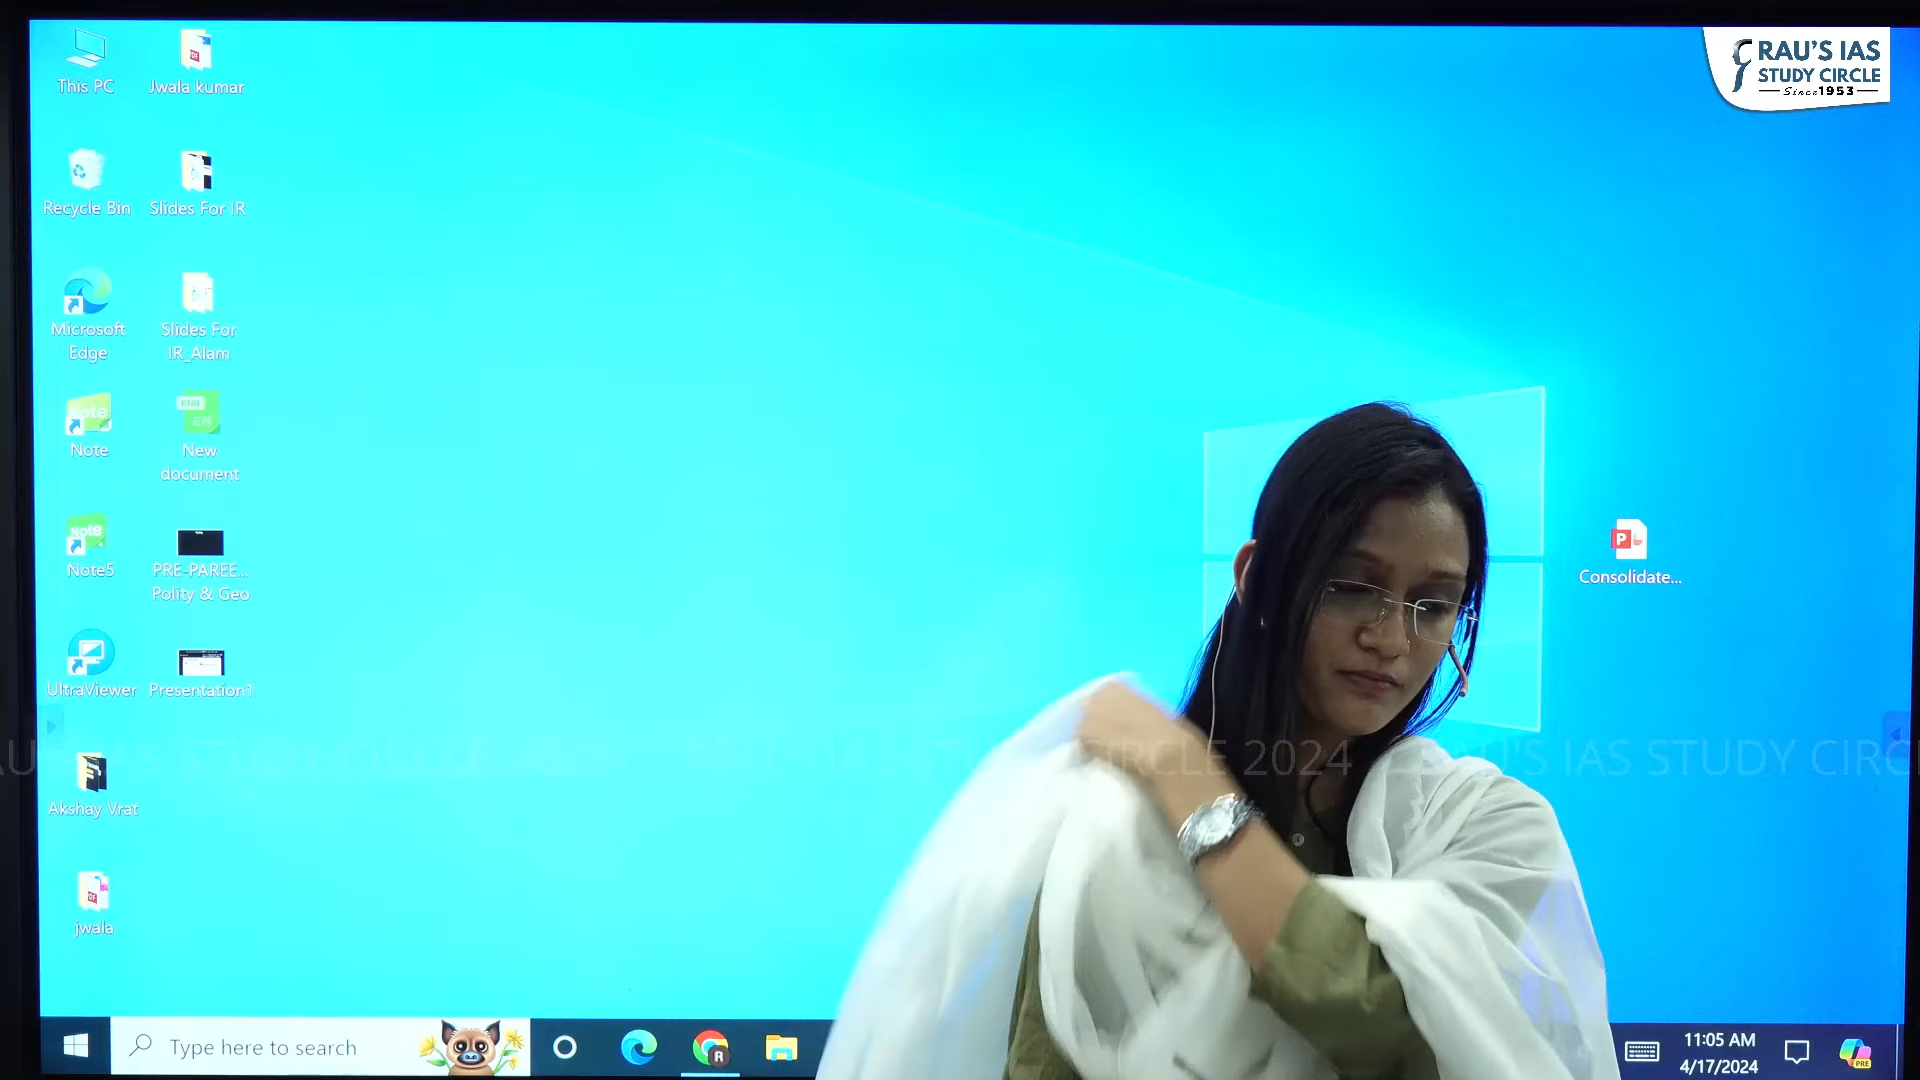 RAU'S IAS
STUDY CIRCLE
Since 1953
This PC
Jwala kumar
Recycle Bin
Slides For IR
Microsoft
Edge
Slides For
IR_Alam
Note
New
document
Note5
PRE-PAREE...
Polity & Geo
UltraViewer
Presentation1
Consolidate...
CIRCLE 2024
RAU'S IAS STUDY CIRC
Akshay Vrat
jwala
Type here to search
11:05 AM
4/17/2024